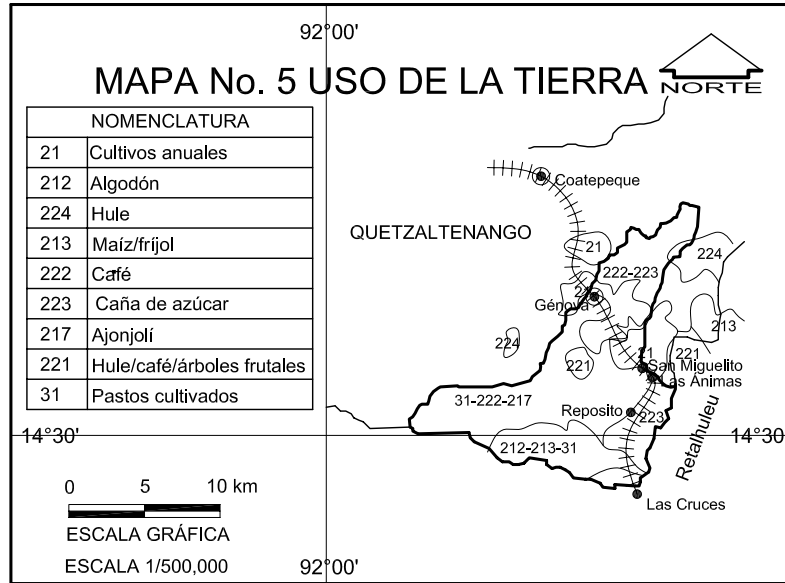 92°00'
MAPA No. 5 USO DE LA TIERRA
NORTE
NOMENCLATURA
21 Cultivos anuales
212 Algodón
224 Hule
213 Maíz/fríjol
222 Café
223 Caña de azúcar
217 Ajonjolí
221 Hule/café/árboles frutales
31 Pastos cultivados
Coatepeque
QUETZALTENANGO
21
224
222-223
21
Génova
213
224
221
21
221
San Miguelito
Las Ánimas
31-222-217
Reposito
223
Retalhuleu
14°30'
14°30'
212-213-31
Las Cruces
0 5 10 km
ESCALA GRÁFICA
ESCALA 1/500,000
92°00'